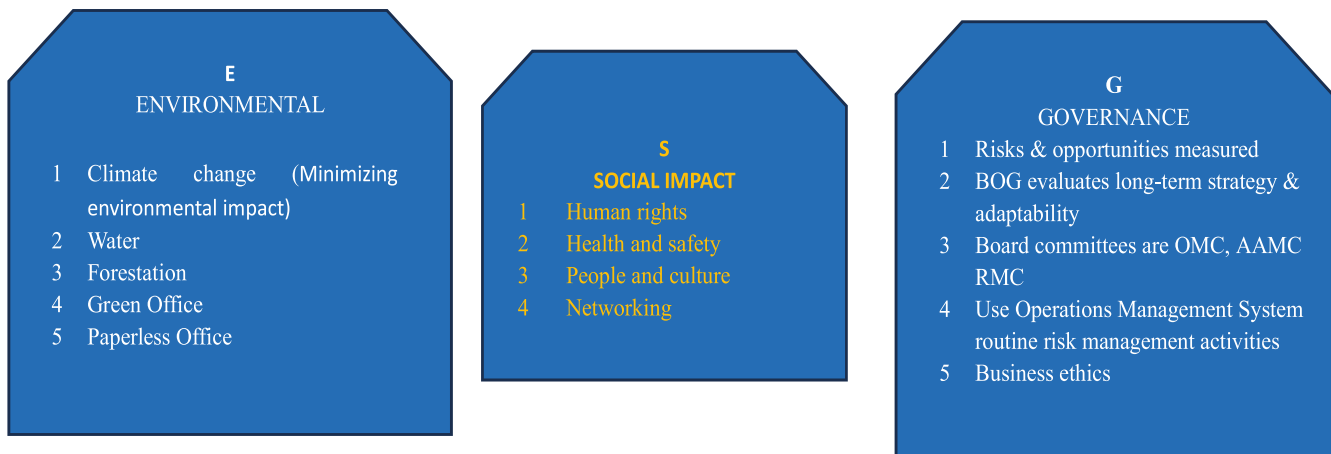 E
ENVIRONMENTAL
1 Climate change (Minimizing
environmental impact)
2 Water
3 Forestation
4 Green Office
5 Paperless Office
S
SOCIAL IMPACT
1 Human rights
2 Health and safety
3 People and culture
4 Networking
G
GOVERNANCE
1 Risks & opportunities measured
2 BOG evaluates long-term strategy &
adaptability
3 Board committees are OMC, AAMC
RMC
4 Use Operations Management System
routine risk management activities
5 Business ethics